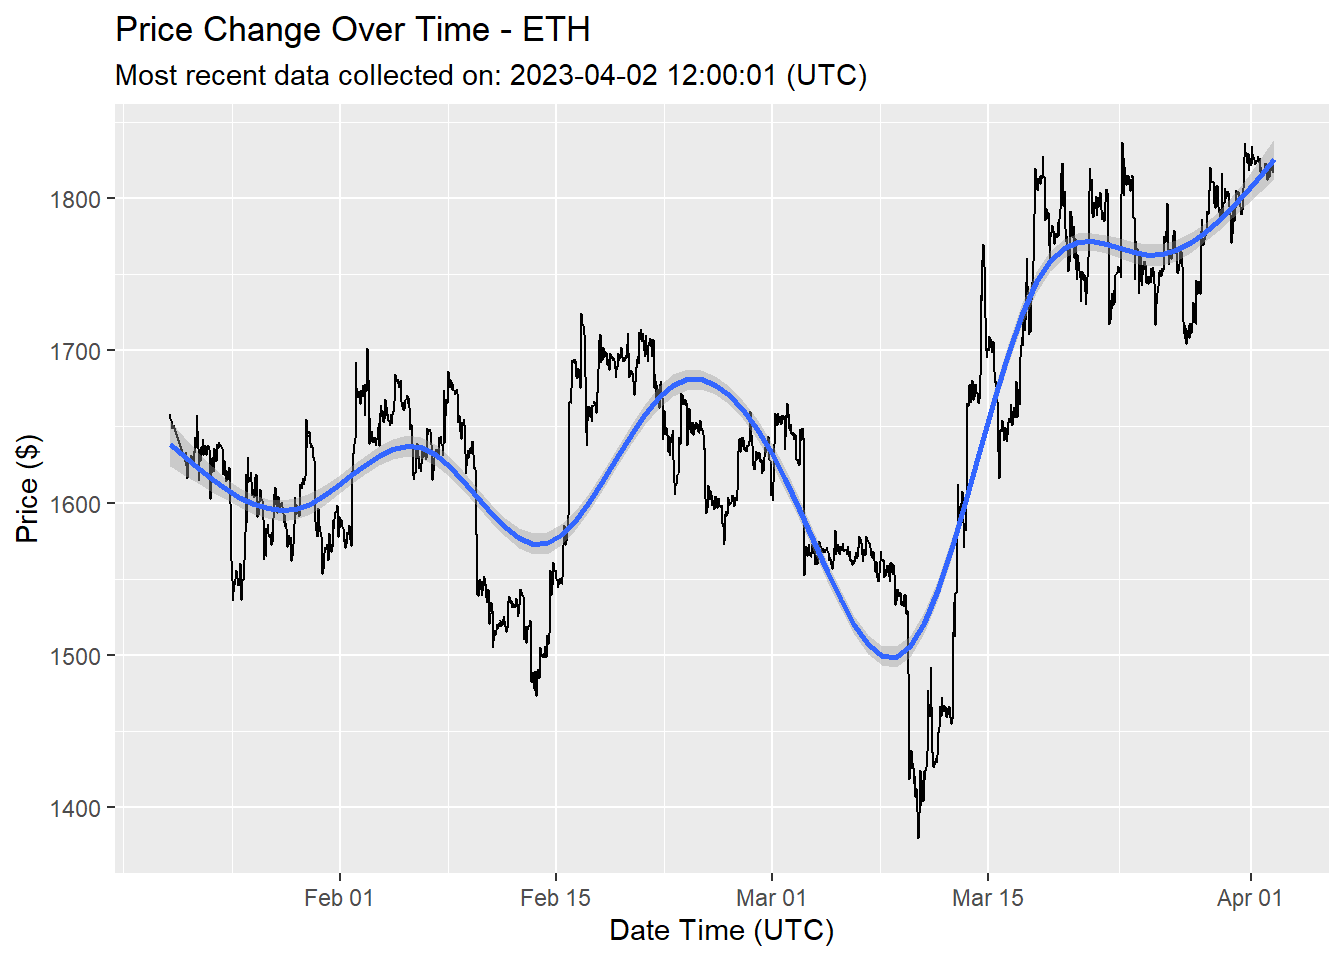 Price Change Over Time - ETH
Most recent data collected on: 2023-04-02 12:00:01 (UTC)
Price ($)
1800
1700
1600
1500
1400
Feb 01
Feb 15
Mar 01
Mar 15
Apr 01
Date Time (UTC)